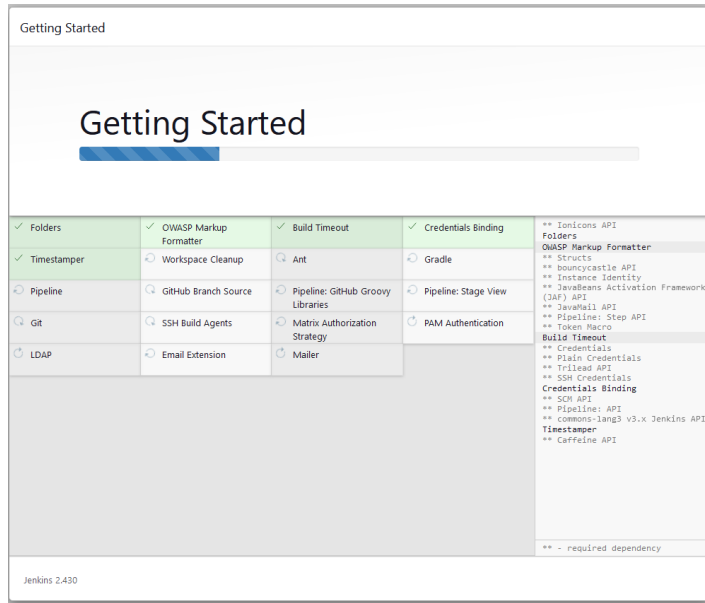 Getting Started
Getting Started
Folders
OWASP Markup
Formatter
Build Timeout
Credentials Binding
Timestamper
Workspace Cleanup
Ant
Gradle
Pipeline
GitHub Branch Source
Pipeline: GitHub Groovy
Libraries
Pipeline: Stage View
Git
SSH Build Agents
Matrix Authorization
Strategy
PAM Authentication
LDAP
Email Extension
Mailer
** Ionicons API
Folders
OWASP Markup Formatter
** Structs
** bouncycastle API
** Instance Identity
** JavaBeans Activation Framework
(JAF) API
** JavaMail API
** Pipeline: Step API
** Token Macro
Build Timeout
** Credentials
** Plain Credentials
** Trilead API
** SSH Credentials
Credentials Binding
** SCM API
** Pipeline: API
** commons-lang3 v3.x Jenkins API
Timestamper
** Caffeine API
** - required dependency
Jenkins 2.430